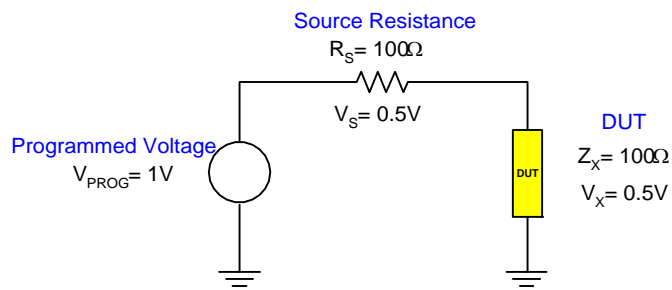 Source Resistance
R_S= 100Ω
V_S= 0.5V
Programmed Voltage
V_PROG= 1V
DUT
DUT
Z_X= 100Ω
V_X= 0.5V